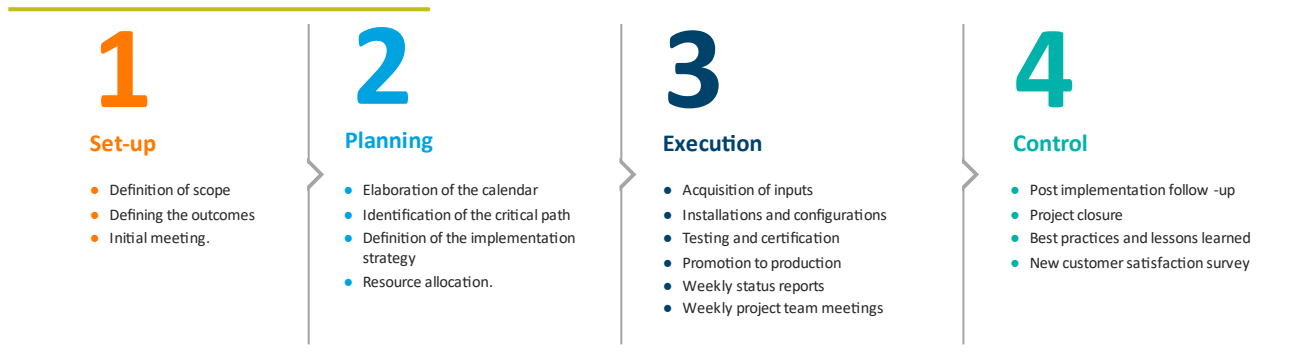 1
Set-up
Definition of scope
Defining the outcomes
Initial meeting.
2
Planning
Elaboration of the calendar
Identification of the critical path
Definition of the implementation
strategy
Resource allocation.
3
Execution
Acquisition of inputs
Installations and configurations
Testing and certification
Promotion to production
Weekly status reports
Weekly project team meetings
4
Control
Post implementation follow -up
Project closure
Best practices and lessons learned
New customer satisfaction survey